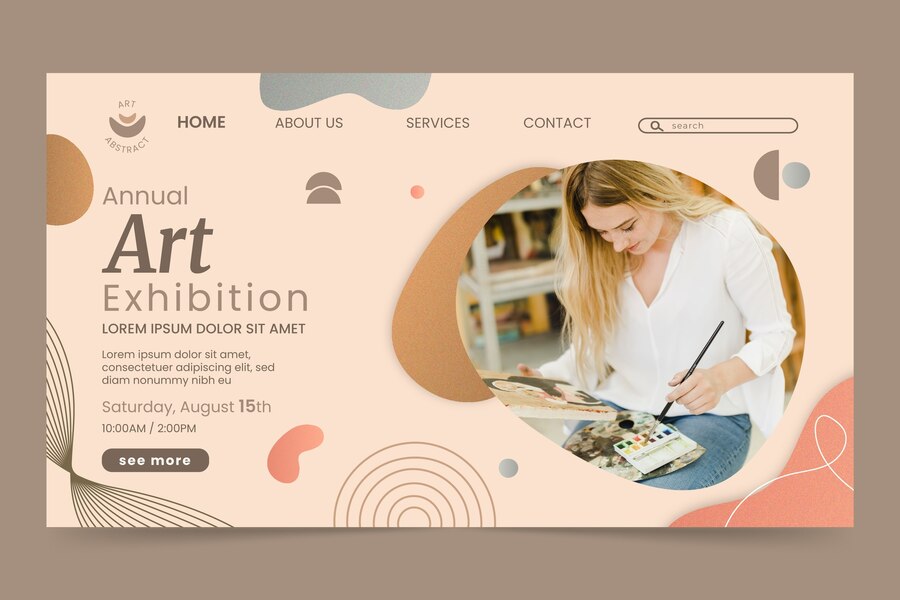 ART
ABSTRACT
HOME
ABOUT US
SERVICES
CONTACT
search
Annual
Art
Exhibition
LOREM IPSUM DOLOR SIT AMET
Lorem ipsum dolor sit amet,
consectetuer adipiscing elit, sed
diam nonummy nibh eu
Saturday, August 15th
10:00AM / 2:00PM
see more